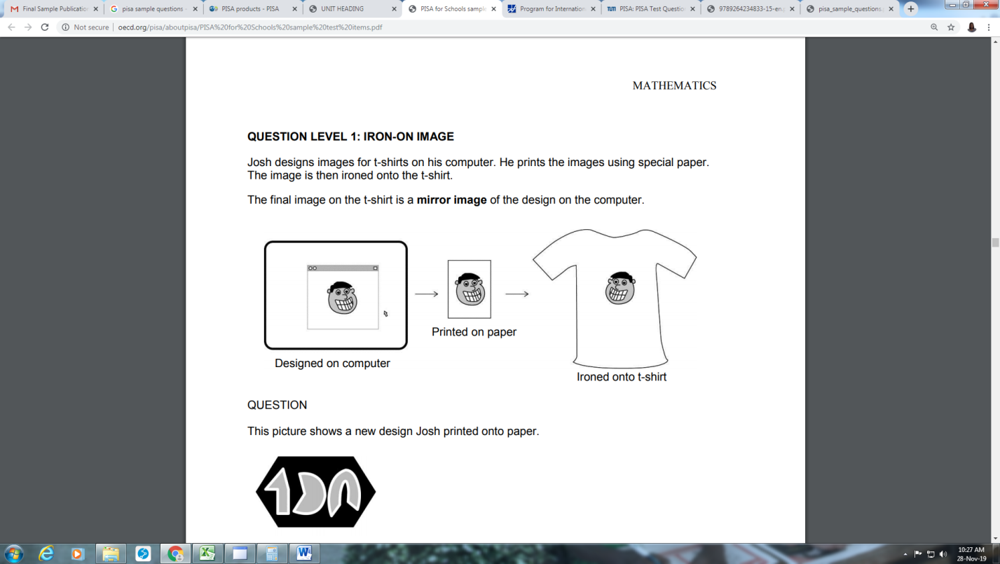 Final Sample Publication
pisa sample questions -
PISA products - PISA
UNIT HEADING
PISA for Schools sample
Program for Internation
TUM PISA: PISA Test Questio
9789264234833-15-en.
pisa_sample_questions.
Not secure | oecd.org/pisa/aboutpisa/PISA%20for%20Schools%20sample%20test%20items.pdf
MATHEMATICS
QUESTION LEVEL 1: IRON-ON IMAGE
Josh designs images for t-shirts on his computer. He prints the images using special paper.
The image is then ironed onto the t-shirt.
The final image on the t-shirt is a mirror image of the design on the computer.
Printed on paper
Designed on computer
Ironed onto t-shirt
QUESTION
This picture shows a new design Josh printed onto paper.
10:27 AM
28-Nov-19